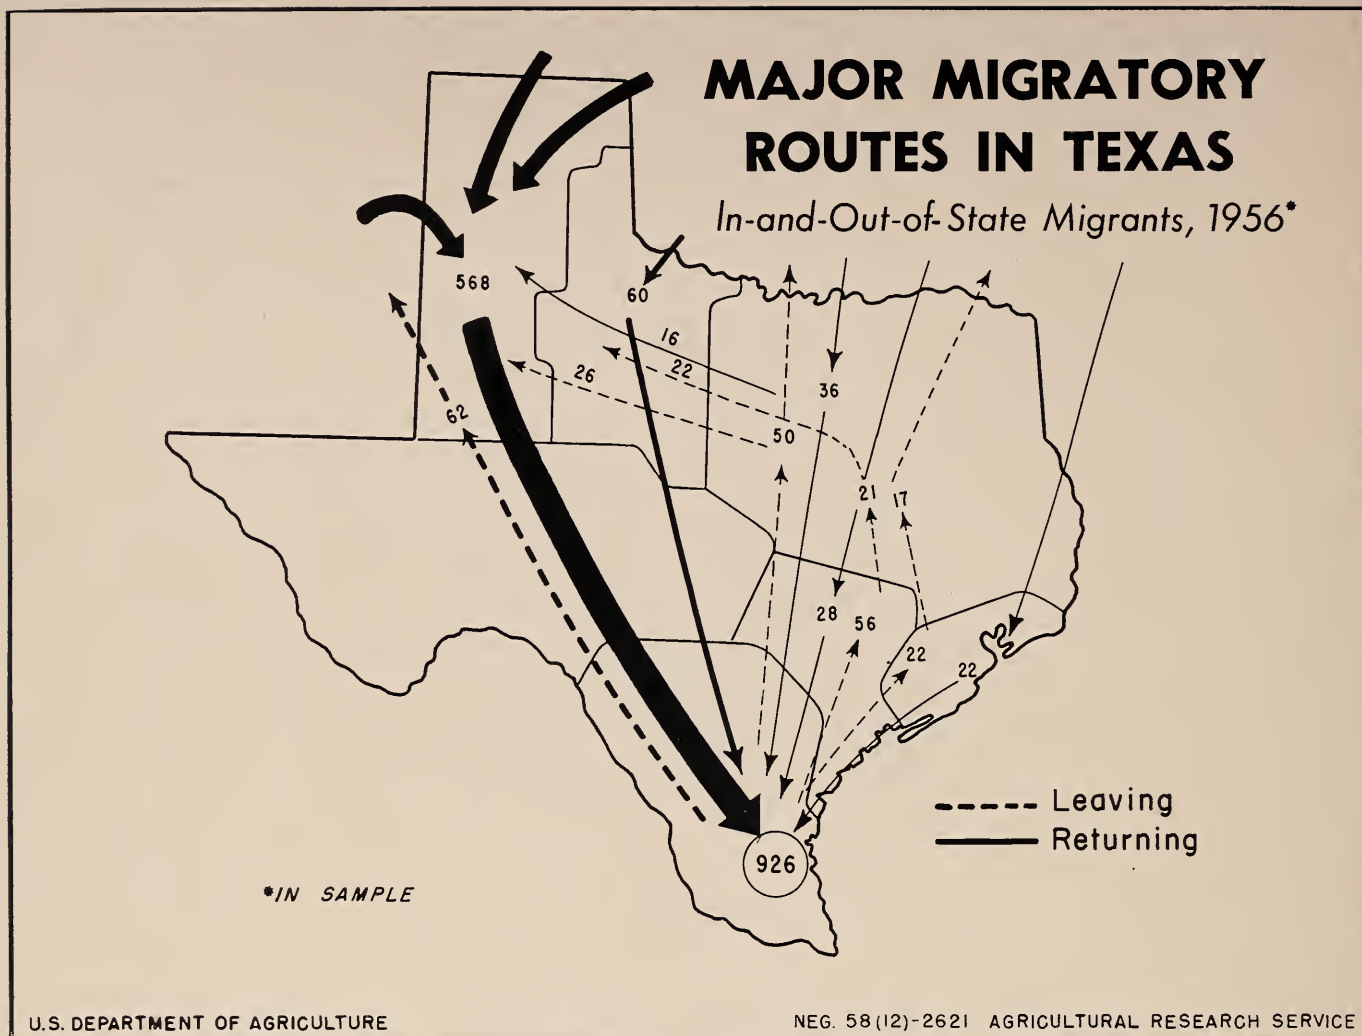 MAJOR MIGRATORY
ROUTES IN TEXAS
In-and-Out-of-State Migrants, 1956*
568
60
16
22
26
36
62
50
21
17
28
56
22
22
Leaving
Returning
926
*IN SAMPLE
U.S. DEPARTMENT OF AGRICULTURE
NEG. 58(12)-2621 AGRICULTURAL RESEARCH SERVICE